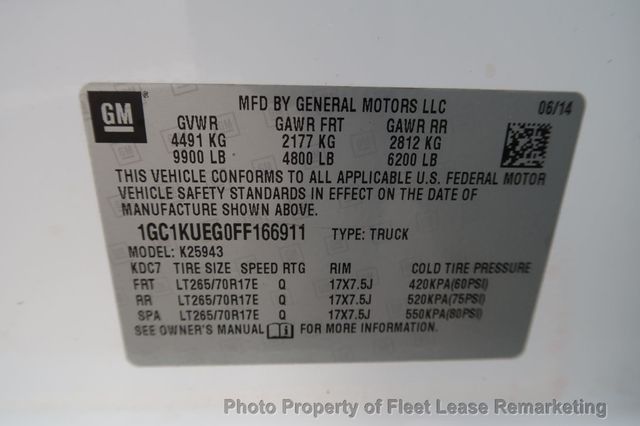 MFD BY GENERAL MOTORS LLC 06/14
GM
GVWR GAWR FRT GAWR RR
4491 KG 2177 KG 2812 KG
9900 LB 4800 LB 6200 LB
THIS VEHICLE CONFORMS TO ALL APPLICABLE U.S. FEDERAL MOTOR
VEHICLE SAFETY STANDARDS IN EFFECT ON THE DATE OF
MANUFACTURE SHOWN ABOVE.
1GC1KUEG0FF166911 TYPE: TRUCK
MODEL: K25943
KDC7 TIRE SIZE SPEED RTG RIM COLD TIRE PRESSURE
FRT LT265/70R17E Q 17X7.5J 420KPA(60PSI)
RR LT265/70R17E Q 17X7.5J 520KPA(75PSI)
SPA LT265/70R17E Q 17X7.5J 550KPA(80PSI)
SEE OWNER'S MANUAL i FOR MORE INFORMATION.
Photo Property of Fleet Lease Remarketing